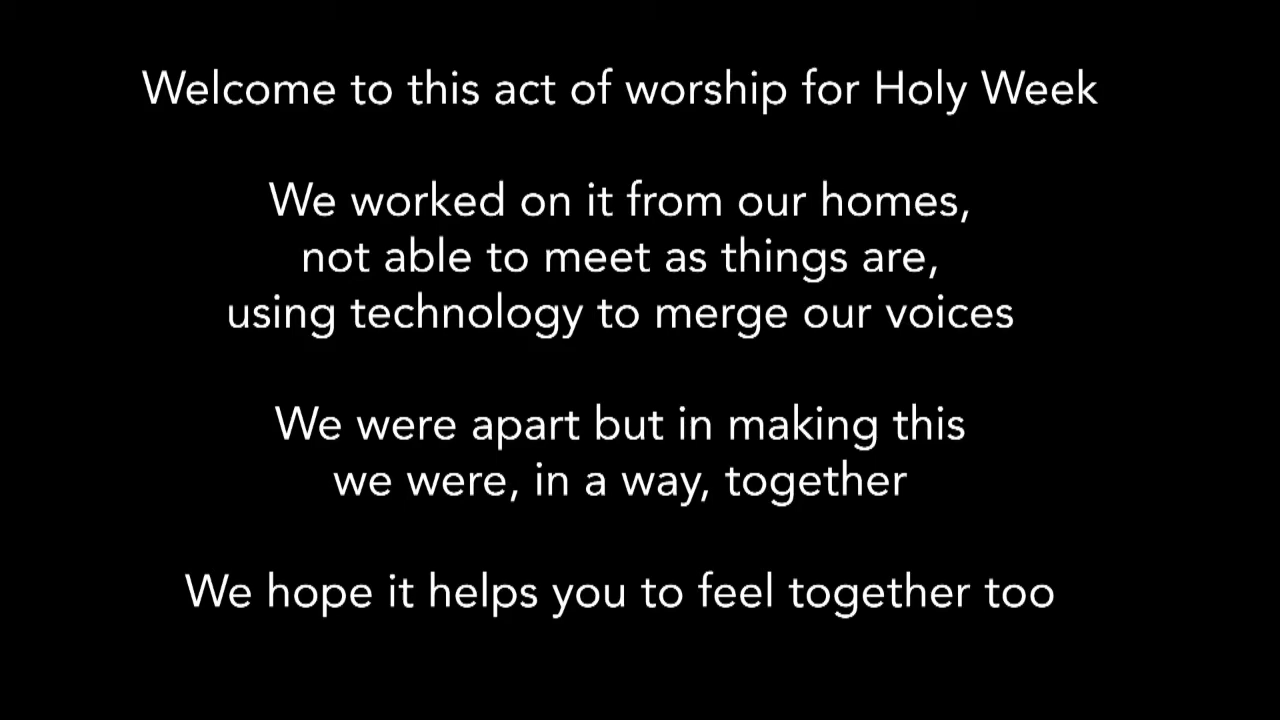 Welcome to this act of worship for Holy Week
We worked on it from our homes,
not able to meet as things are,
using technology to merge our voices
We were apart but in making this
we were, in a way, together
We hope it helps you to feel together too